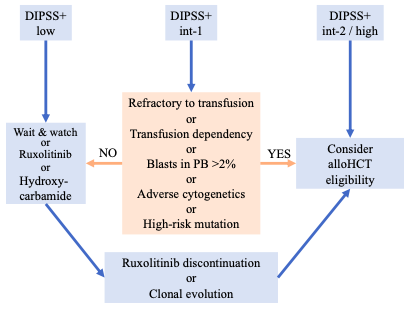 DIPSS+
low
DIPSS+
int-1
DIPSS+
int-2 / high
Wait & watch
or
Ruxolitinib
or
Hydroxy-
carbamide
NO
Refractory to transfusion
or
Transfusion dependency
or
Blasts in PB >2%
or
Adverse cytogenetics
or
High-risk mutation
YES
Consider
alloHCT
eligibility
Ruxolitinib discontinuation
or
Clonal evolution